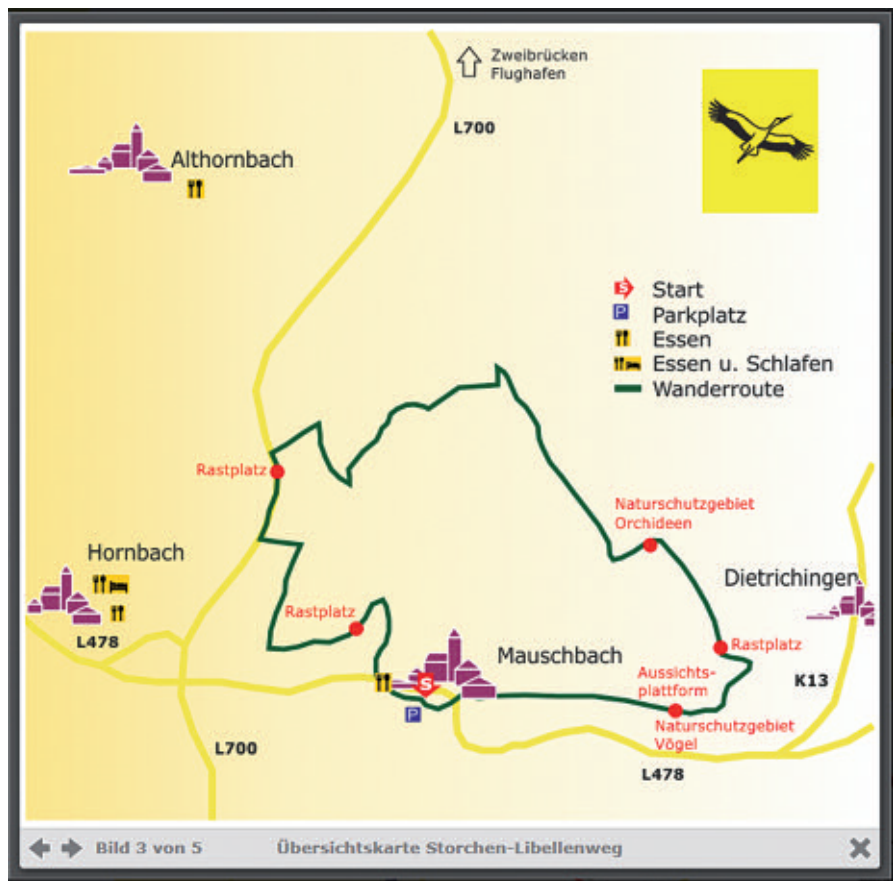 Zweibrücken
Flughafen
L700
Althornbach
S Start
P Parkplatz
Essen
Essen u. Schlafen
Wanderroute
Rastplatz
Naturschutzgebiet
Orchideen
Hornbach
Dietrichingen
Rastplatz
L478
Mauschbach
Rastplatz
Aussichts-
plattform
K13
S
P
Naturschutzgebiet
Vögel
L700
L478
Bild 3 von 5
Übersichtskarte Storchen-Libellenweg